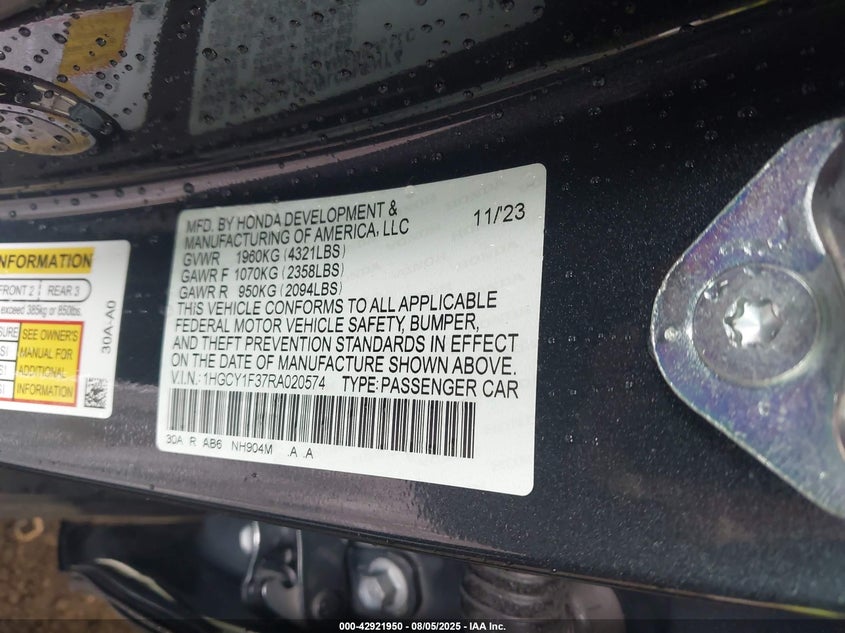 MFD. BY HONDA DEVELOPMENT & 11/'23
MANUFACTURING OF AMERICA, LLC
GVWR 1960KG (4321LBS)
GAWR F 1070KG (2358LBS)
GAWR R 950KG (2094LBS)
THIS VEHICLE CONFORMS TO ALL APPLICABLE
FEDERAL MOTOR VEHICLE SAFETY, BUMPER,
AND THEFT PREVENTION STANDARDS IN EFFECT
ON THE DATE OF MANUFACTURE SHOWN ABOVE.
V.I.N.: 1HGCY1F37RA020574 TYPE: PASSENGER CAR
30A R AB6 NH904M .A .A
INFORMATION
FRONT 2 REAR 3
exceed 385kg or 850lbs.
SEE OWNER'S
MANUAL FOR
ADDITIONAL
INFORMATION
30A-A0
000-42921950 - 08/05/2025 - IAA Inc.